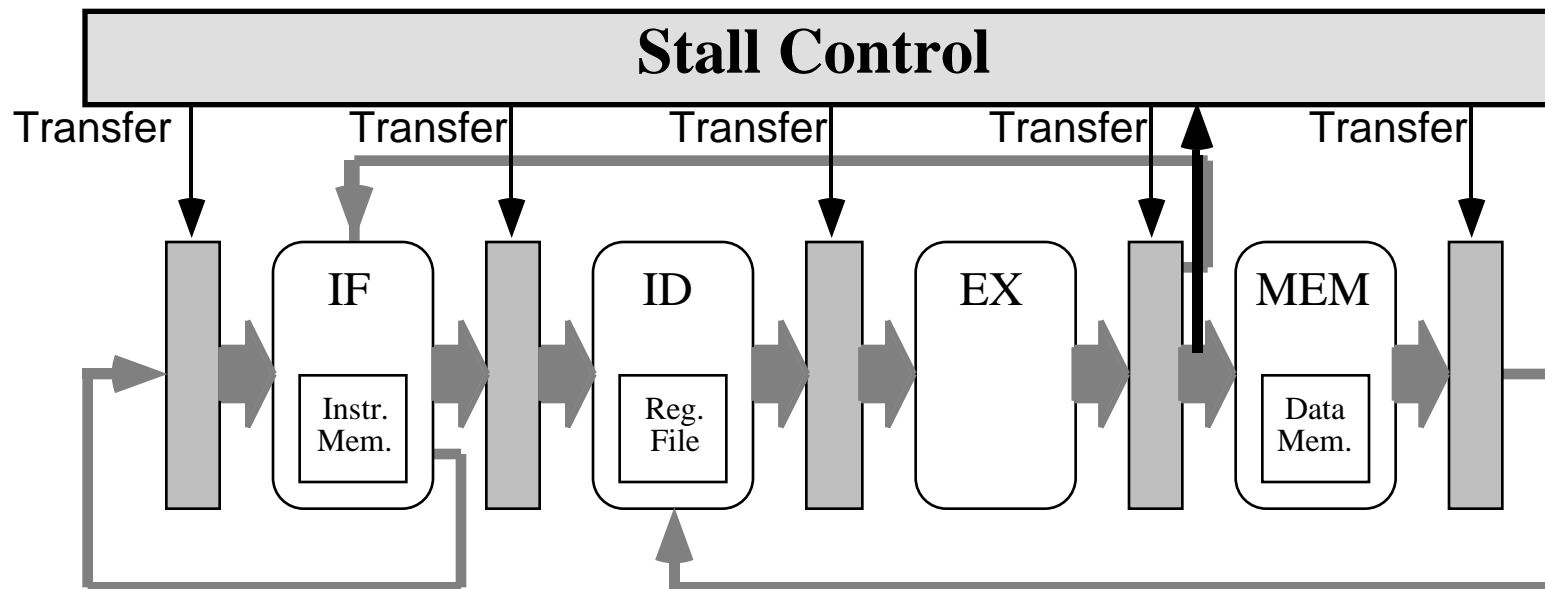 Stall Control
Transfer Transfer Transfer Transfer Transfer
IF ID EX MEM
Instr. Reg. Data
Mem. File Mem.